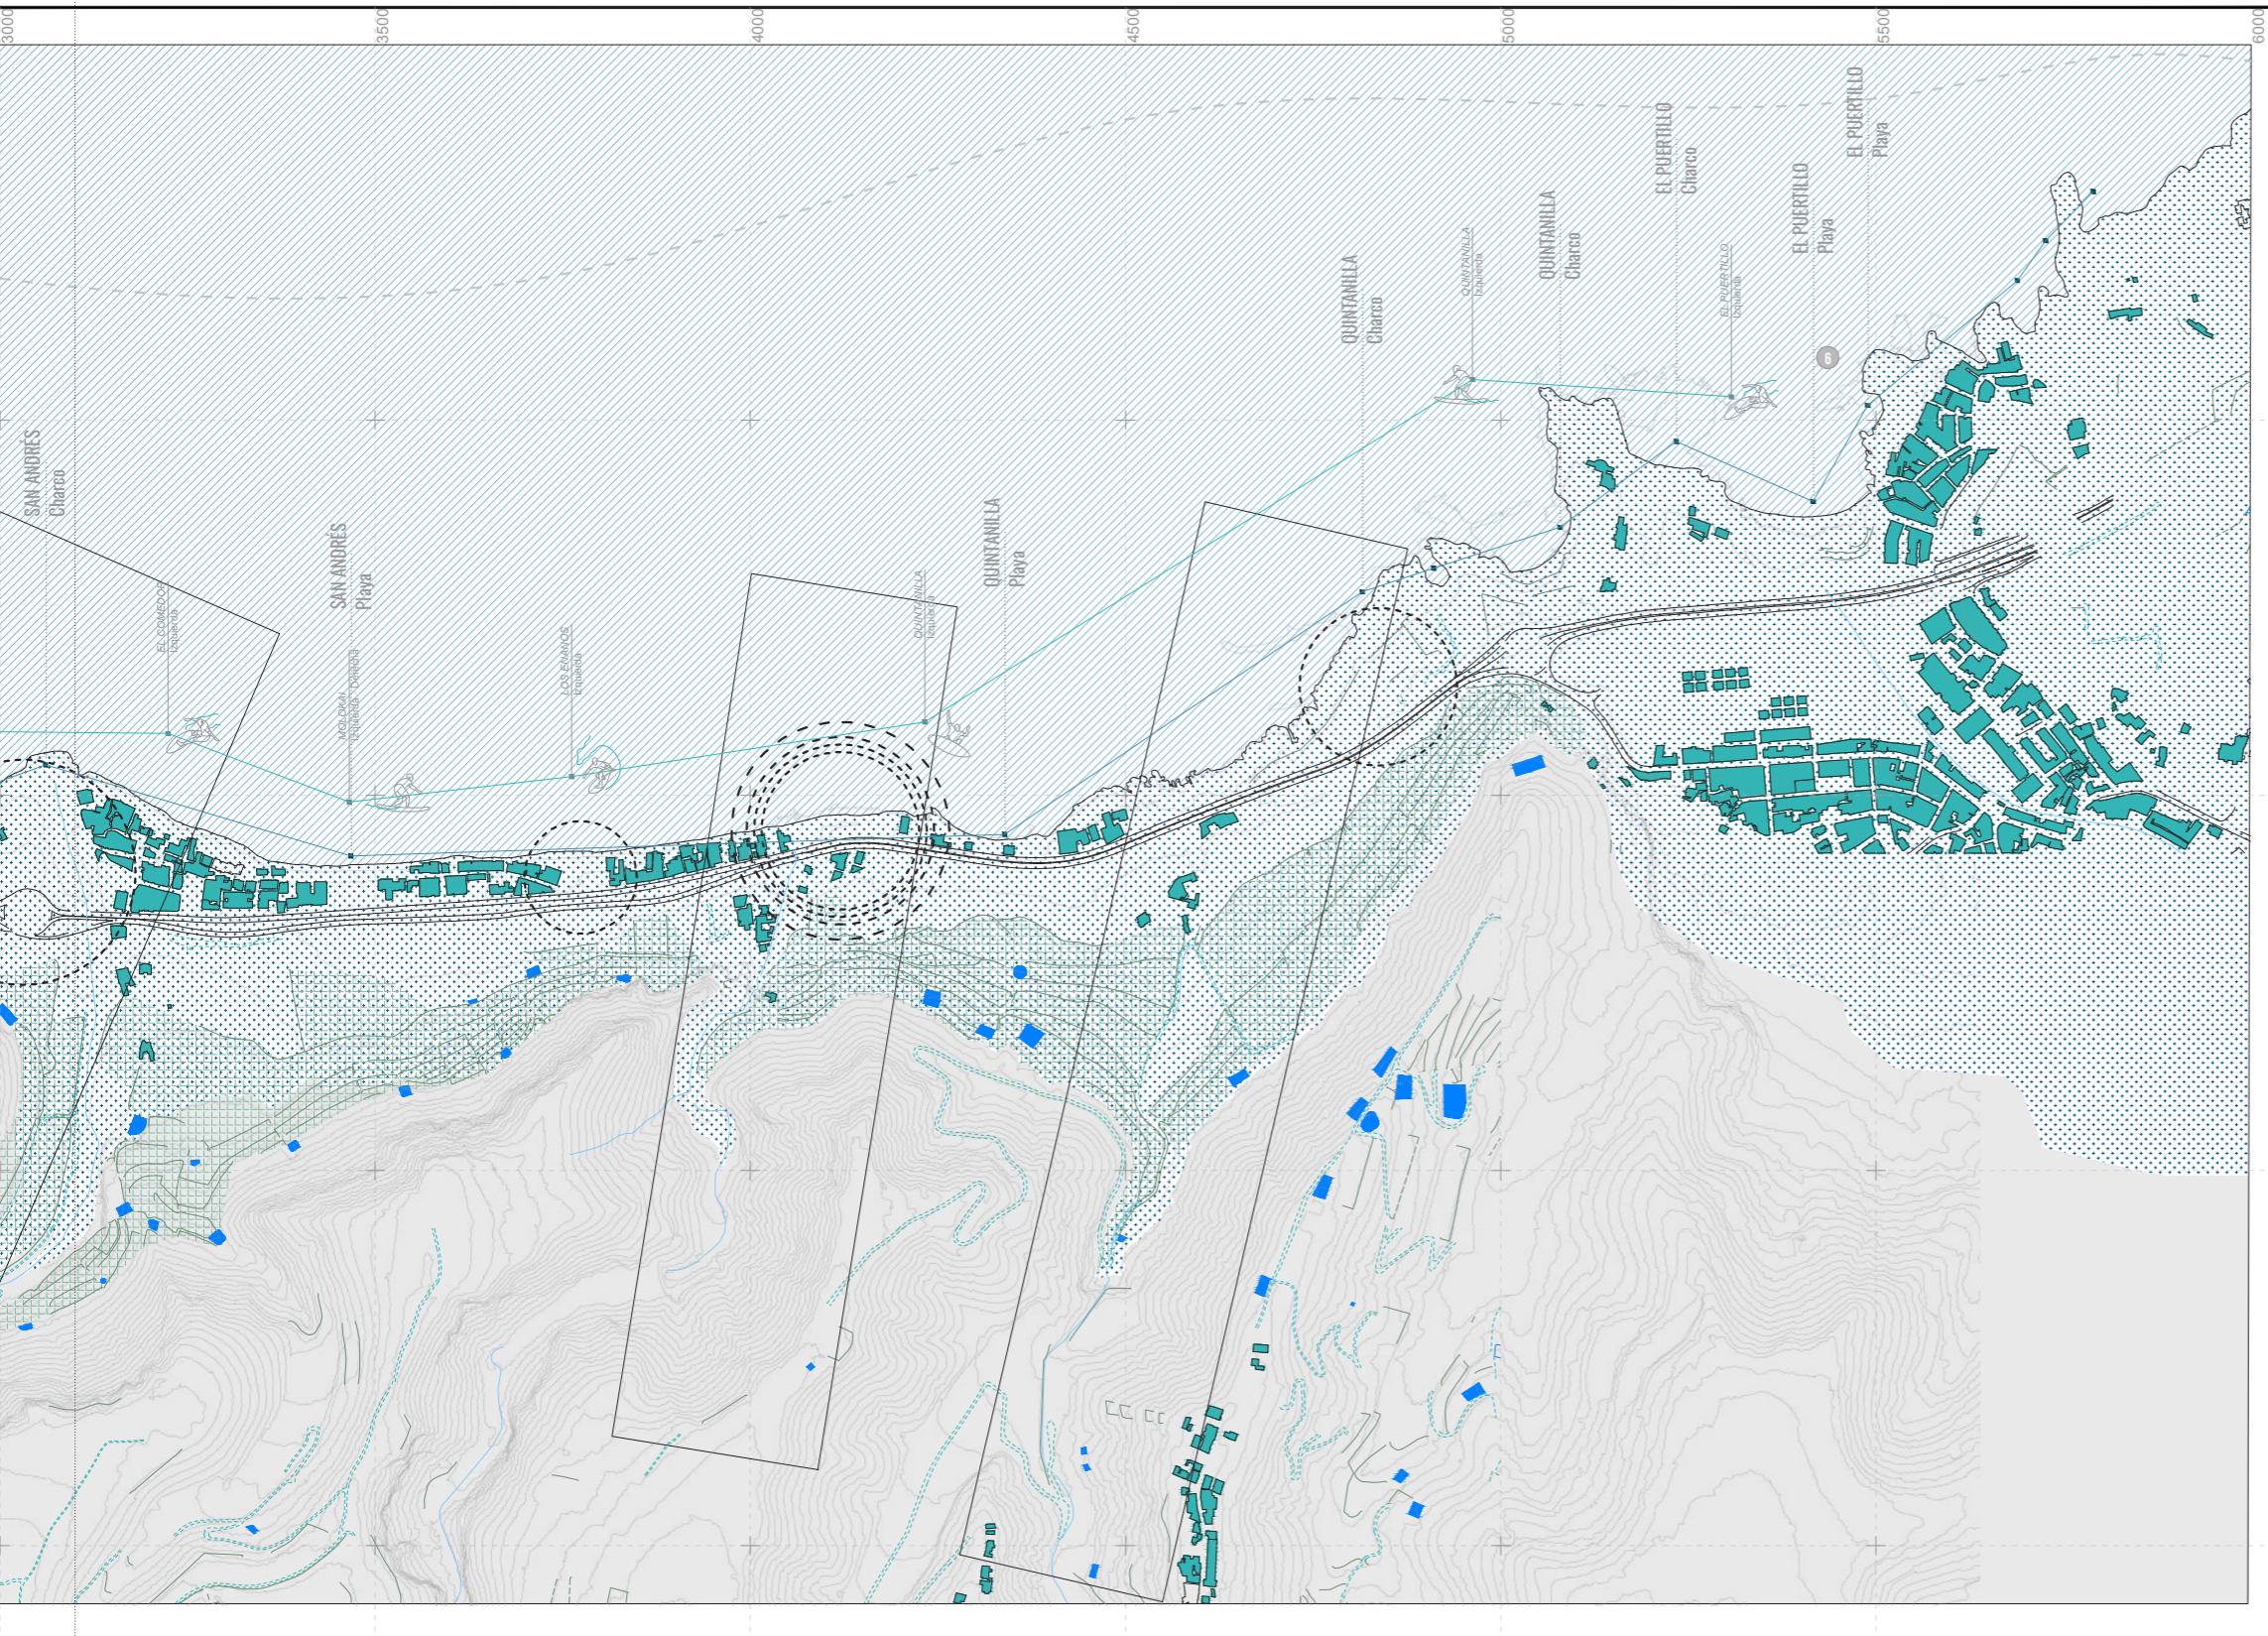 3000
3500
4000
4500
5000
5500
6000
SAN ANDRÉS
Charco
EL COMEDOR
Izquierda
SAN ANDRÉS
Playa
MOLOKAI
Izquierda - Derecha
LOS ENANOS
Izquierda
QUINTANILLA
Izquierda
QUINTANILLA
Playa
QUINTANILLA
Charco
QUINTANILLA
Izquierda
QUINTANILLA
Charco
EL PUERTILLO
Charco
EL PUERTILLO
Izquierda
EL PUERTILLO
Playa
6
EL PUERTILLO
Playa